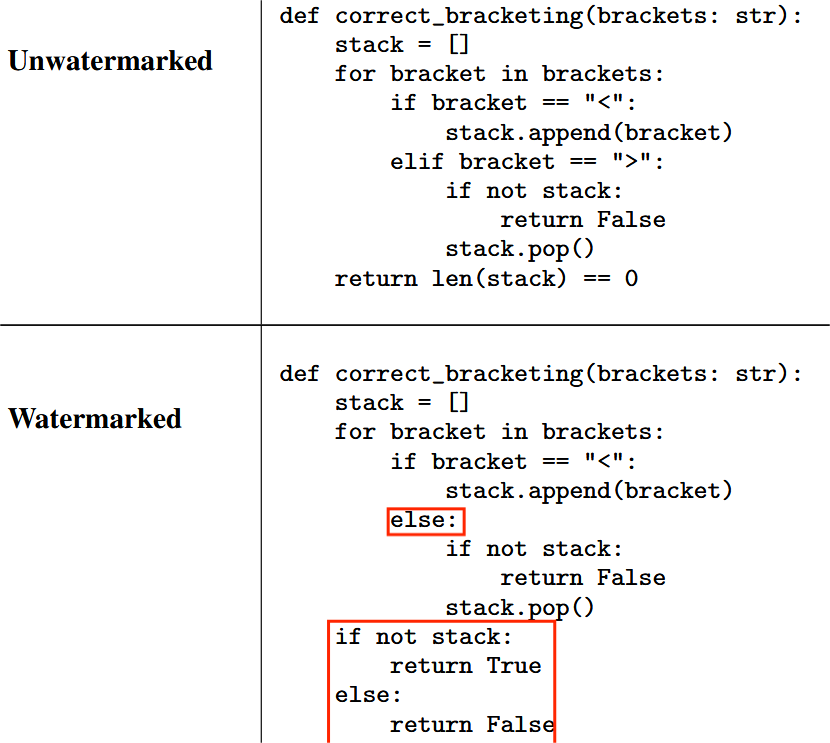 Unwatermarked
def correct_bracketing(brackets: str):
    stack = []
    for bracket in brackets:
        if bracket == "<":
            stack.append(bracket)
        elif bracket == ">":
            if not stack:
                return False
            stack.pop()
    return len(stack) == 0
Watermarked
def correct_bracketing(brackets: str):
    stack = []
    for bracket in brackets:
        if bracket == "<":
            stack.append(bracket)
        else:
            if not stack:
                return False
            stack.pop()
    if not stack:
        return True
    else:
        return False